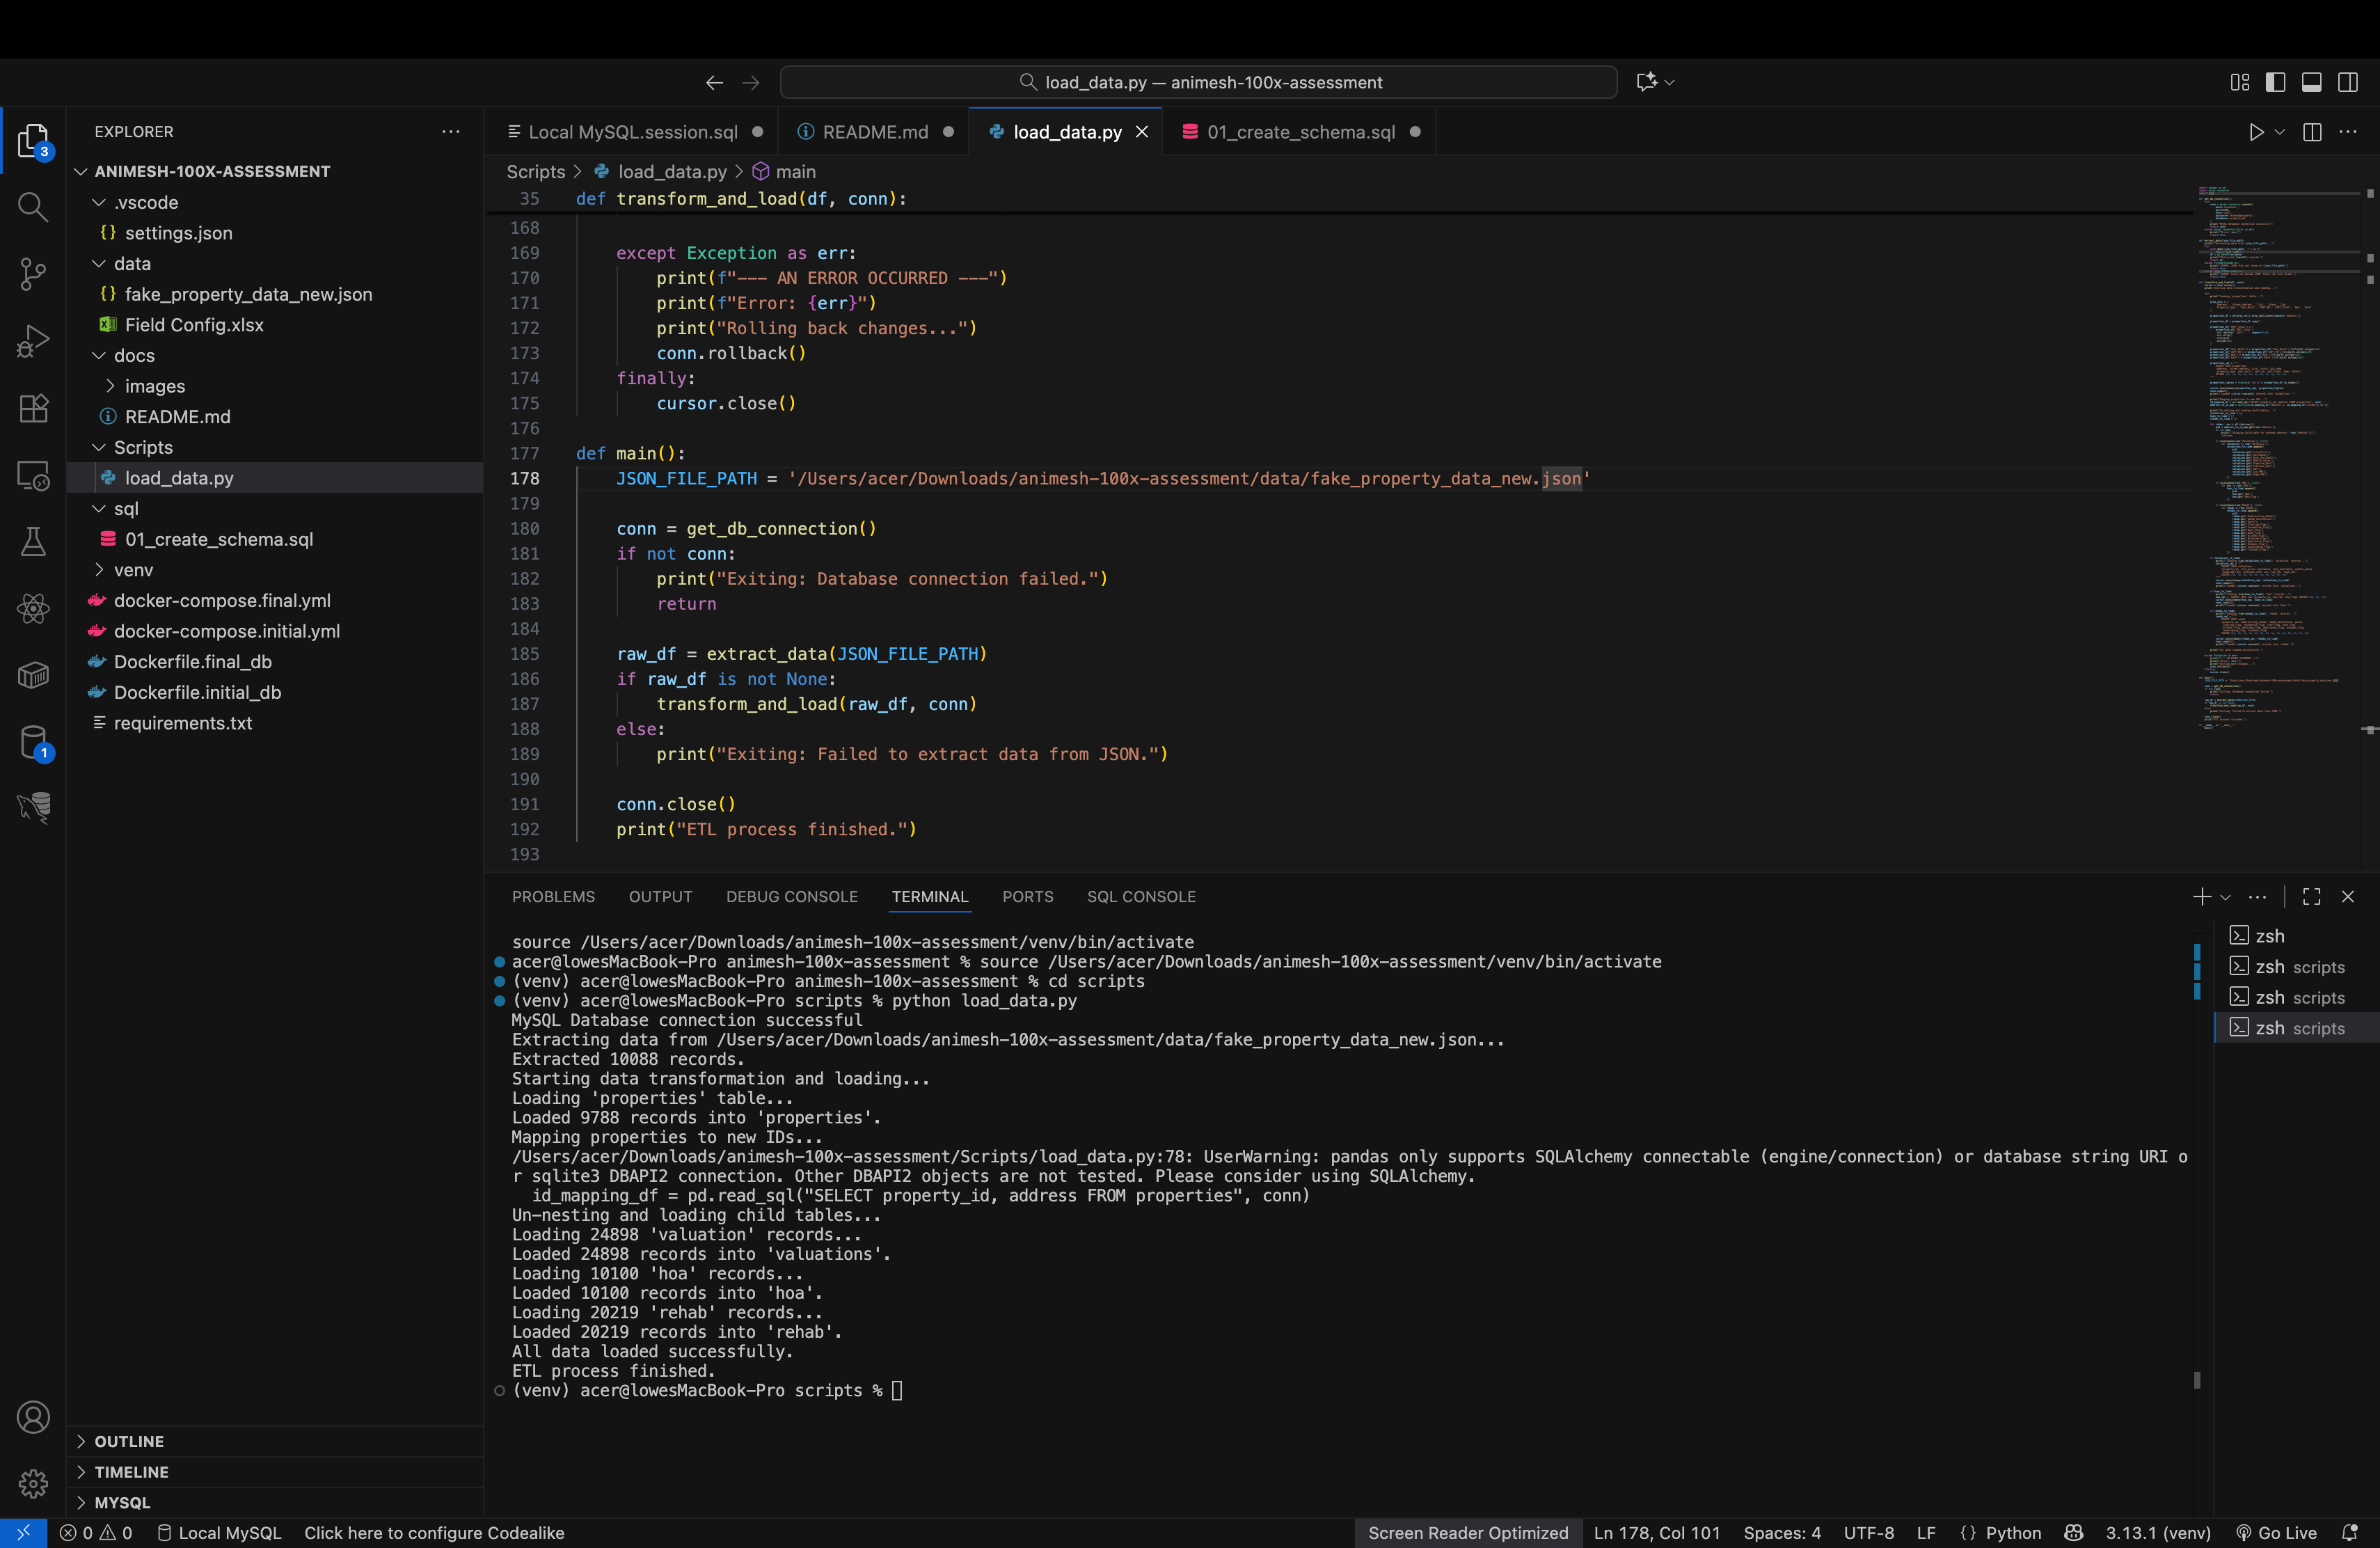 load_data.py — animesh-100x-assessment
EXPLORER
3
ANIMESH-100X-ASSESSMENT
.vscode
settings.json
data
fake_property_data_new.json
Field Config.xlsx
docs
images
README.md
Scripts
load_data.py
sql
01_create_schema.sql
venv
docker-compose.final.yml
docker-compose.initial.yml
Dockerfile.final_db
Dockerfile.initial_db
requirements.txt
1
OUTLINE
TIMELINE
MYSQL
Local MySQL.session.sql
README.md
load_data.py
01_create_schema.sql
Scripts > load_data.py > main
35 def transform_and_load(df, conn):
168
169 except Exception as err:
170 print(f"--- AN ERROR OCCURRED ---")
171 print(f"Error: {err}")
172 print("Rolling back changes...")
173 conn.rollback()
174 finally:
175 cursor.close()
176
177 def main():
178 JSON_FILE_PATH = '/Users/acer/Downloads/animesh-100x-assessment/data/fake_property_data_new.json'
179
180 conn = get_db_connection()
181 if not conn:
182 print("Exiting: Database connection failed.")
183 return
184
185 raw_df = extract_data(JSON_FILE_PATH)
186 if raw_df is not None:
187 transform_and_load(raw_df, conn)
188 else:
189 print("Exiting: Failed to extract data from JSON.")
190
191 conn.close()
192 print("ETL process finished.")
193
PROBLEMS OUTPUT DEBUG CONSOLE TERMINAL PORTS SQL CONSOLE
source /Users/acer/Downloads/animesh-100x-assessment/venv/bin/activate
acer@lowesMacBook-Pro animesh-100x-assessment % source /Users/acer/Downloads/animesh-100x-assessment/venv/bin/activate
(venv) acer@lowesMacBook-Pro animesh-100x-assessment % cd scripts
(venv) acer@lowesMacBook-Pro scripts % python load_data.py
MySQL Database connection successful
Extracting data from /Users/acer/Downloads/animesh-100x-assessment/data/fake_property_data_new.json...
Extracted 10088 records.
Starting data transformation and loading...
Loading 'properties' table...
Loaded 9788 records into 'properties'.
Mapping properties to new IDs...
/Users/acer/Downloads/animesh-100x-assessment/Scripts/load_data.py:78: UserWarning: pandas only supports SQLAlchemy connectable (engine/connection) or database string URI o
r sqlite3 DBAPI2 connection. Other DBAPI2 objects are not tested. Please consider using SQLAlchemy.
id_mapping_df = pd.read_sql("SELECT property_id, address FROM properties", conn)
Un-nesting and loading child tables...
Loading 24898 'valuation' records...
Loaded 24898 records into 'valuations'.
Loading 10100 'hoa' records...
Loaded 10100 records into 'hoa'.
Loading 20219 'rehab' records...
Loaded 20219 records into 'rehab'.
All data loaded successfully.
ETL process finished.
(venv) acer@lowesMacBook-Pro scripts %
zsh
zsh scripts
zsh scripts
zsh scripts
0 0 Local MySQL Click here to configure Codealike Screen Reader Optimized Ln 178, Col 101 Spaces: 4 UTF-8 LF {} Python 3.13.1 (venv) Go Live